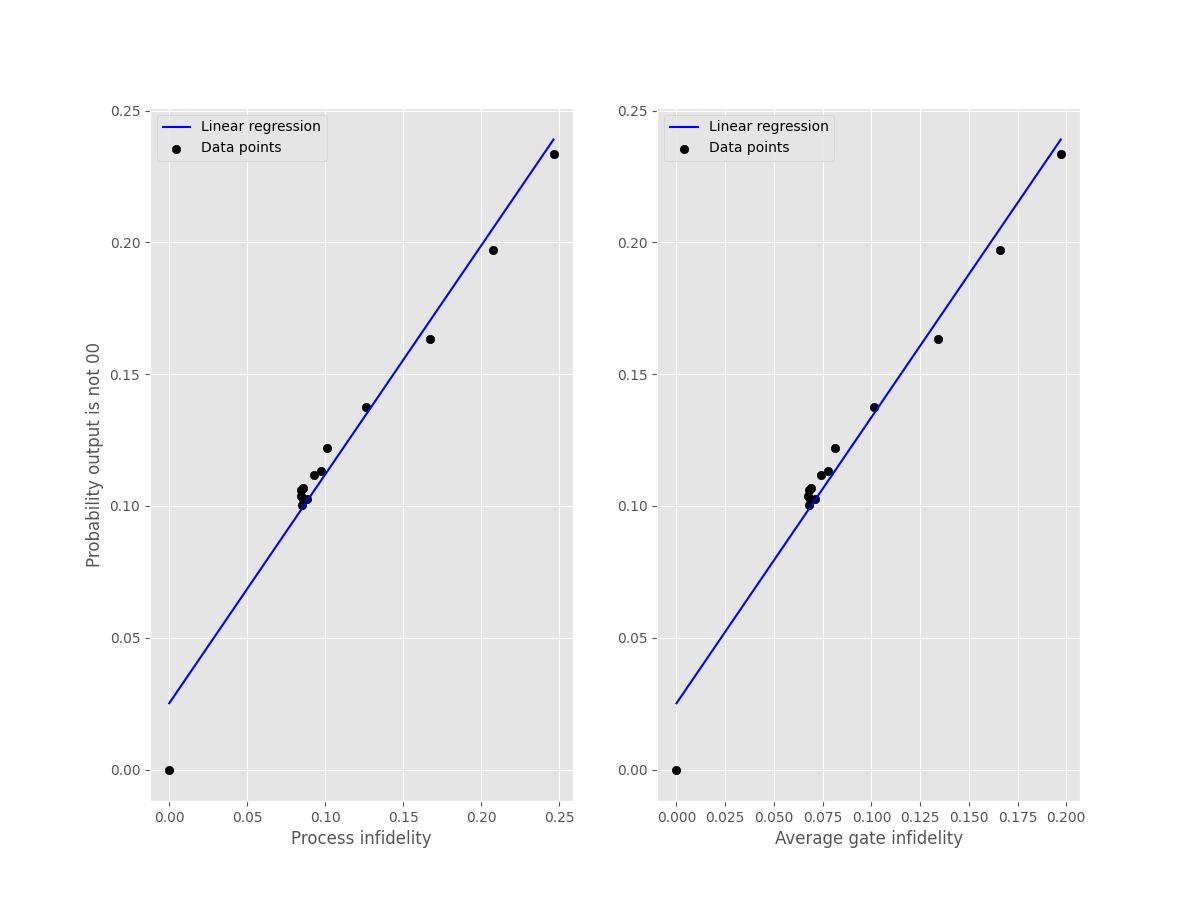 Linear regression
Data points
Probability output is not 00
0.25
0.20
0.15
0.10
0.05
0.00
0.00 0.05 0.10 0.15 0.20 0.25
Process infidelity
Linear regression
Data points
0.25
0.20
0.15
0.10
0.05
0.00
0.000 0.025 0.050 0.075 0.100 0.125 0.150 0.175 0.200
Average gate infidelity